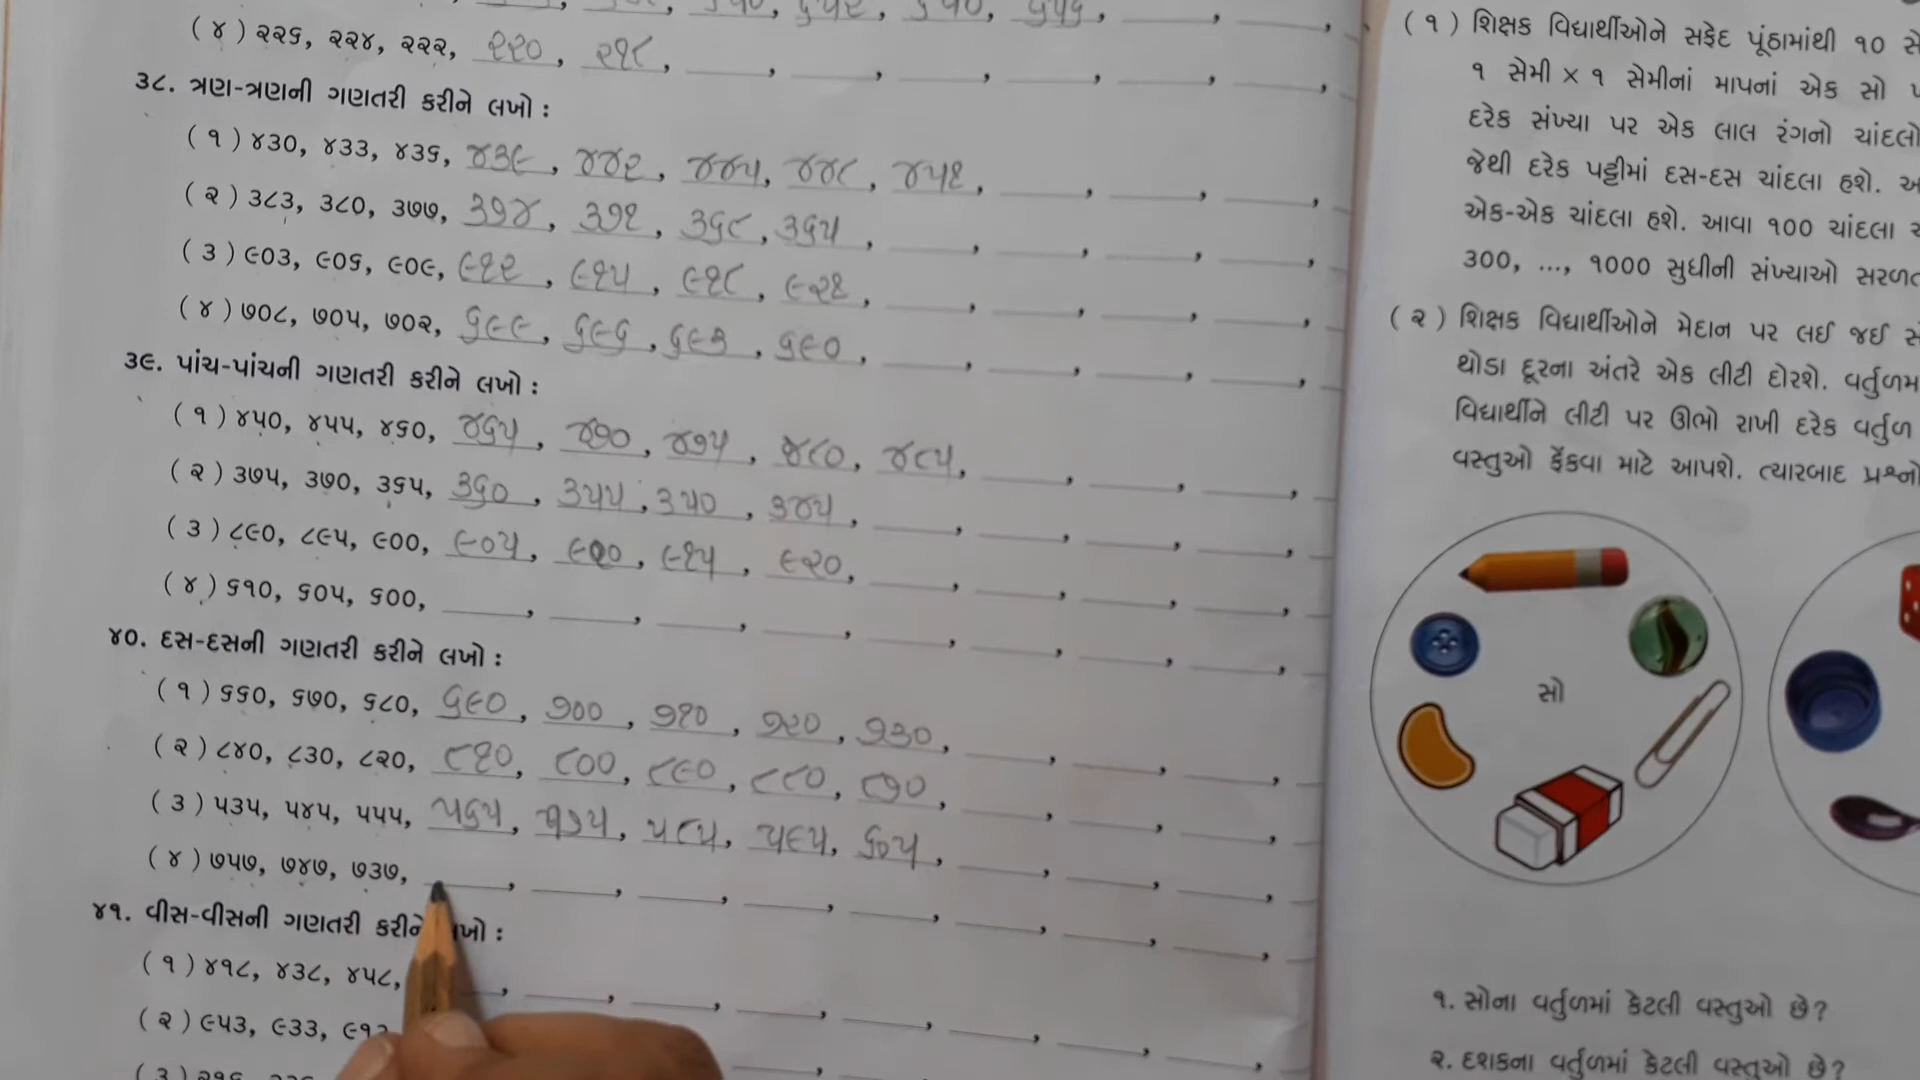 (૪) ૨૨૬, ૨૨૪, ૨૨૨, ૨૨૦, ૨૧૮,
૩૮. ત્રણ-ત્રણની ગણતરી કરીને લખો :
(૧) ૪૩૦, ૪૩૩, ૪૩૬, ૪૩૯, ૪૪૨, ૪૪૫, ૪૪૮, ૪૫૧,
(૨) ૩૮૩, ૩૮૦, ૩૭૭, ૩૭૪, ૩૭૧, ૩૬૮, ૩૬૫,
(૩) ૯૦૩, ૯૦૬, ૯૦૯, ૯૧૨, ૯૧૫, ૯૧૮, ૯૨૧,
(૪) ૭૦૮, ૭૦૫, ૭૦૨, ૬૯૯, ૬૯૬, ૬૯૩, ૬૯૦,
૩૯. પાંચ-પાંચની ગણતરી કરીને લખો :
(૧) ૪૫૦, ૪૫૫, ૪૬૦, ૪૬૫, ૪૭૦, ૪૭૫, ૪૮૦, ૪૮૫,
(૨) ૩૭૫, ૩૭૦, ૩૬૫, ૩૬૦, ૩૫૫, ૩૫૦, ૩૪૫,
(૩) ૮૯૦, ૮૯૫, ૯૦૦, ૯૦૫, ૯૧૦, ૯૧૫, ૯૨૦,
(૪) ૬૧૦, ૬૦૫, ૬૦૦,
૪૦. દસ-દસની ગણતરી કરીને લખો :
(૧) ૬૬૦, ૬૭૦, ૬૮૦, ૬૯૦, ૭૦૦, ૭૧૦, ૭૨૦, ૭૩૦,
(૨) ૮૪૦, ૮૩૦, ૮૨૦, ૮૧૦, ૮૦૦, ૮૯૦, ૮૮૦, ૮૭૦,
(૩) ૫૩૫, ૫૪૫, ૫૫૫, ૫૬૫, ૫૭૫, ૫૮૫, ૫૯૫, ૬૦૫,
(૪) ૭૫૭, ૭૪૭, ૭૩૭,
૪૧. વીસ-વીસની ગણતરી
(૧) ૪૧૮, ૪૩૮, ૪૫૮,
(૨) ૯૫૩, ૯૩૩,
(૧) શિક્ષક વિદ્યાર્થીઓને સફેદ પૂંઠામાંથી ૧૦
૧ સેમી × ૧ સેમીનાં માપનાં એક સો
દરેક સંખ્યા પર એક લાલ રંગનો ચાંદલો
જેથી દરેક પટ્ટીમાં દસ-દસ ચાંદલા હશે.
એક-એક ચાંદલા હશે. આવા ૧૦૦ ચાંદલા
૩૦૦, ..., ૧૦૦૦ સુધીની સંખ્યાઓ
(૨) શિક્ષક વિદ્યાર્થીઓને મેદાન પર લઈ જઈ
થોડા દૂરના અંતરે એક લીટી દોરશે.
વિદ્યાર્થીને લીટી પર ઊભો રાખી દરેક વર્તુળ
વસ્તુઓ ફેંકવા માટે આપશે. ત્યારબાદ
સો
૧. સોના વર્તુળમાં કેટલી વસ્તુઓ છે?
૨. દશકના વર્તુળમાં કેટલી વસ્તુઓ છે?